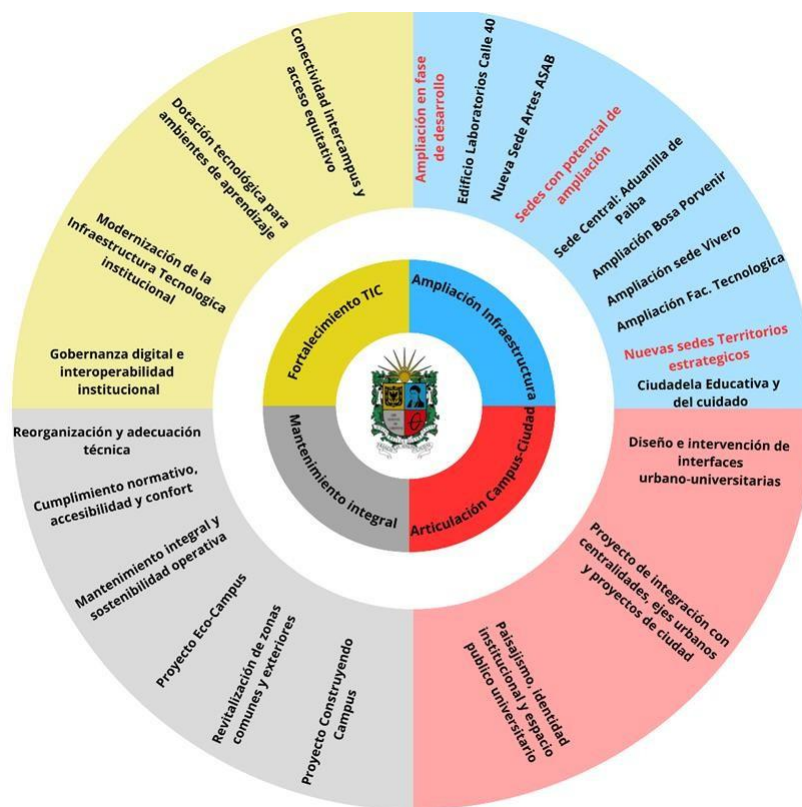 Conectividad intercampus y
acceso equitativo
Dotación tecnológica para
ambientes de aprendizaje
Modernización de la
Infraestructura Tecnologica
institucional
Gobernanza digital e
interoperabilidad
institucional
Ampliación en fase
de desarrollo
Edificio Laboratorios Calle 40
Nueva Sede Artes ASAB
Sedes con potencial de
ampliación
Sede Central: Aduanilla de
Paiba
Ampliación Bosa Porvenir
Ampliación sede Vivero
Ampliación Fac. Tecnologica
Nuevas sedes Territorios
estrategicos
Ciudadela Educativa y
del cuidado
Fortalecimiento TIC
Ampliación Infraestructura
Mantenimiento integral
Articulación Campus-Ciudad
Reorganización y adecuación
técnica
Cumplimiento normativo,
accesibilidad y confort
Mantenimiento integral y
sostenibilidad operativa
Proyecto Eco-Campus
Revitalización de zonas
comunes y exteriores
Proyecto Construyendo
Campus
Diseño e intervención de
interfaces
urbano-universitarias
Proyecto de integración con
centralidades, ejes urbanos
y proyectos de ciudad
Paisajismo, identidad
institucional y espacio
publico universitario